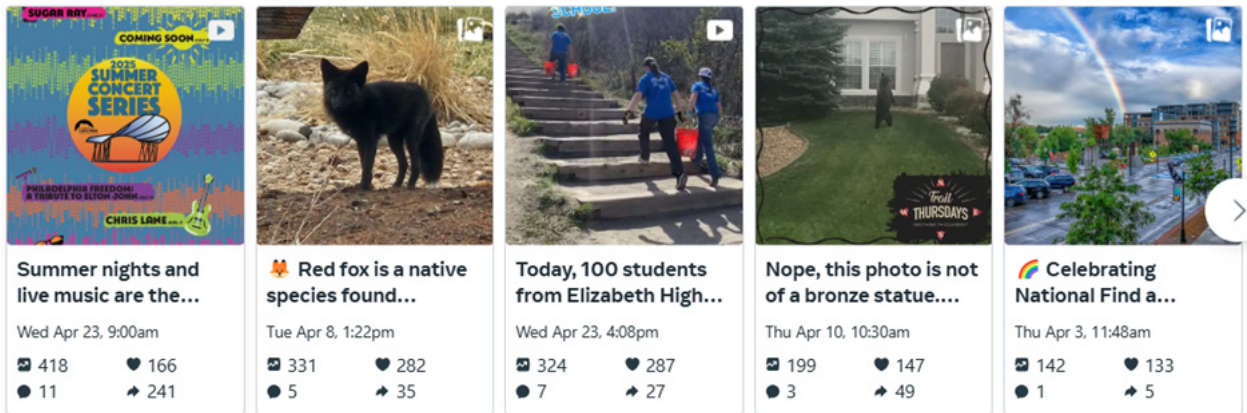 SUGAR RAY
COMING SOON
2025
SUMMER
CONCERT
SERIES
PHILADELPHIA FREEDOM:
A TRIBUTE TO ELTON JOHN
CHRIS LANE
Summer nights and
live music are the...
Wed Apr 23, 9:00am
418 166
11 241
Red fox is a native
species found...
Tue Apr 8, 1:22pm
331 282
5 35
SCHOOL!
Today, 100 students
from Elizabeth High...
Wed Apr 23, 4:08pm
324 287
7 27
Trail
THURSDAYS
Nope, this photo is not
of a bronze statue....
Thu Apr 10, 10:30am
199 147
3 49
Celebrating
National Find a...
Thu Apr 3, 11:48am
142 133
1 5